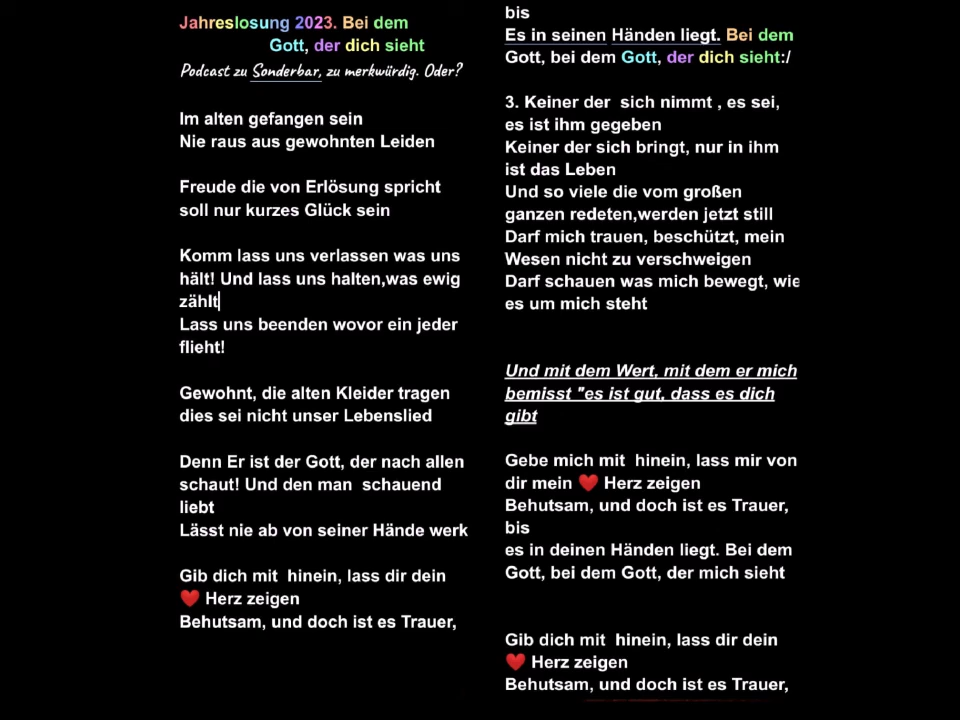 Jahreslosung 2023. Bei dem
Gott, der dich sieht
Podcast zu Sonderbar, zu merkwürdig. Oder?
Im alten gefangen sein
Nie raus aus gewohnten Leiden
Freude die von Erlösung spricht
soll nur kurzes Glück sein
Komm lass uns verlassen was uns
hält! Und lass uns halten,was ewig
zählt
Lass uns beenden wovor ein jeder
flieht!
Gewohnt, die alten Kleider tragen
dies sei nicht unser Lebenslied
Denn Er ist der Gott, der nach allen
schaut! Und den man  schauend
liebt
Lässt nie ab von seiner Hände werk
Gib dich mit  hinein, lass dir dein
❤️ Herz zeigen
Behutsam, und doch ist es Trauer,
bis
Es in seinen Händen liegt. Bei dem
Gott, bei dem Gott, der dich sieht:/
3. Keiner der  sich nimmt , es sei,
es ist ihm gegeben
Keiner der sich bringt, nur in ihm
ist das Leben
Und so viele die vom großen
ganzen redeten,werden jetzt still
Darf mich trauen, beschützt, mein
Wesen nicht zu verschweigen
Darf schauen was mich bewegt, wie
es um mich steht
Und mit dem Wert, mit dem er mich
bemisst "es ist gut, dass es dich
gibt
Gebe mich mit  hinein, lass mir von
dir mein ❤️ Herz zeigen
Behutsam, und doch ist es Trauer,
bis
es in deinen Händen liegt. Bei dem
Gott, bei dem Gott, der mich sieht
Gib dich mit  hinein, lass dir dein
❤️ Herz zeigen
Behutsam, und doch ist es Trauer,